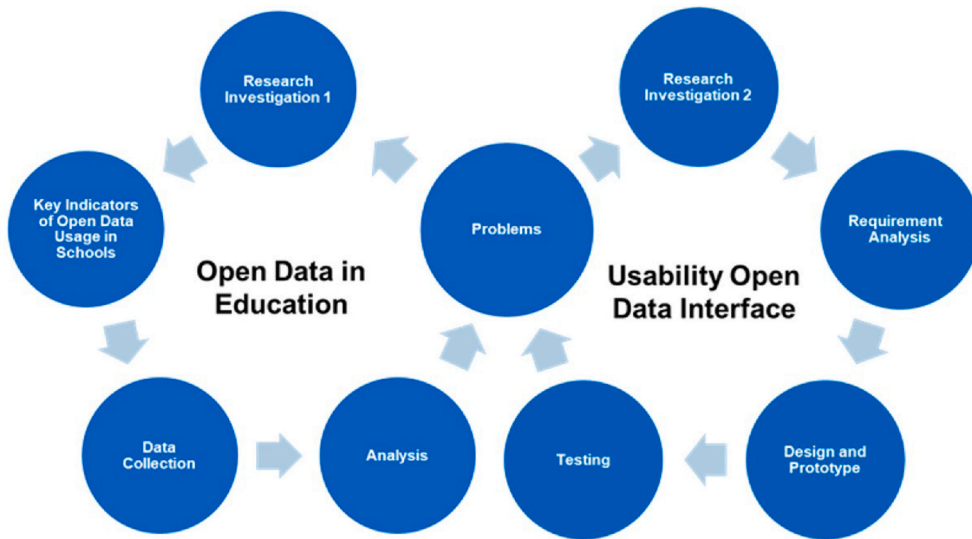 Research
Investigation 1
Research
Investigation 2
Key Indicators
of Open Data
Usage in
Schools
Problems
Requirement
Analysis
Open Data in
Education
Usability Open
Data Interface
Data
Collection
Analysis
Testing
Design and
Prototype